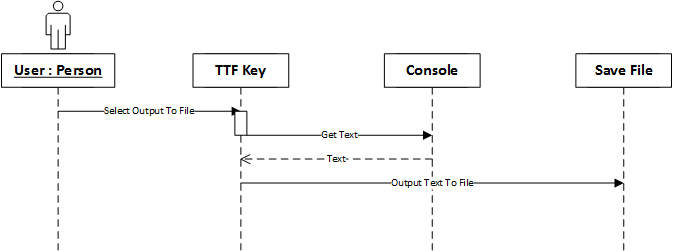 User : Person
TTF Key
Console
Save File
Select Output To File
Get Text
Text
Output Text To File